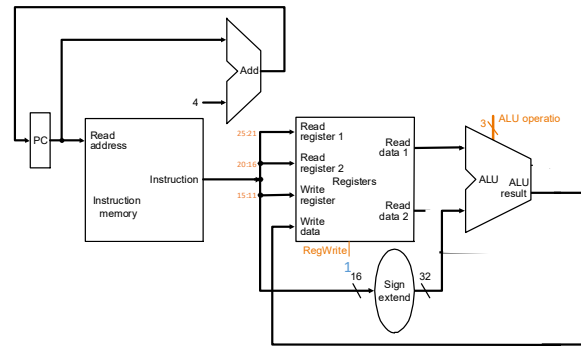 Add
4
PC
Read
address
Instruction
Instruction
memory
25:21
20:16
15:11
Read
register 1
Read
register 2
Write
register
Write
data
Registers
Read
data 1
Read
data 2
RegWrite
1
16
Sign
extend
32
3
ALU operatio
ALU
ALU
result